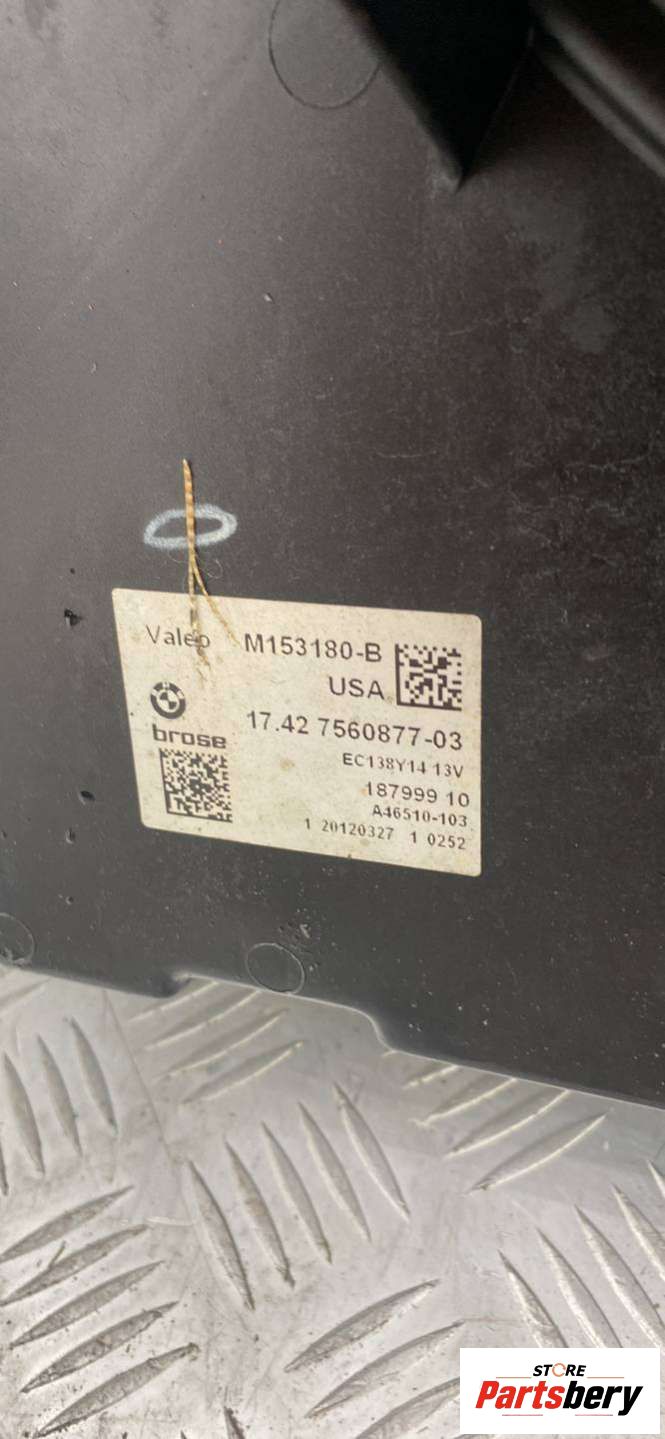 Valeo M153180-B
USA
17.42 7560877-03
brose
EC138Y14 13V
187999 10
A46510-103
1 20120327 1 0252
STORE
Partsbery